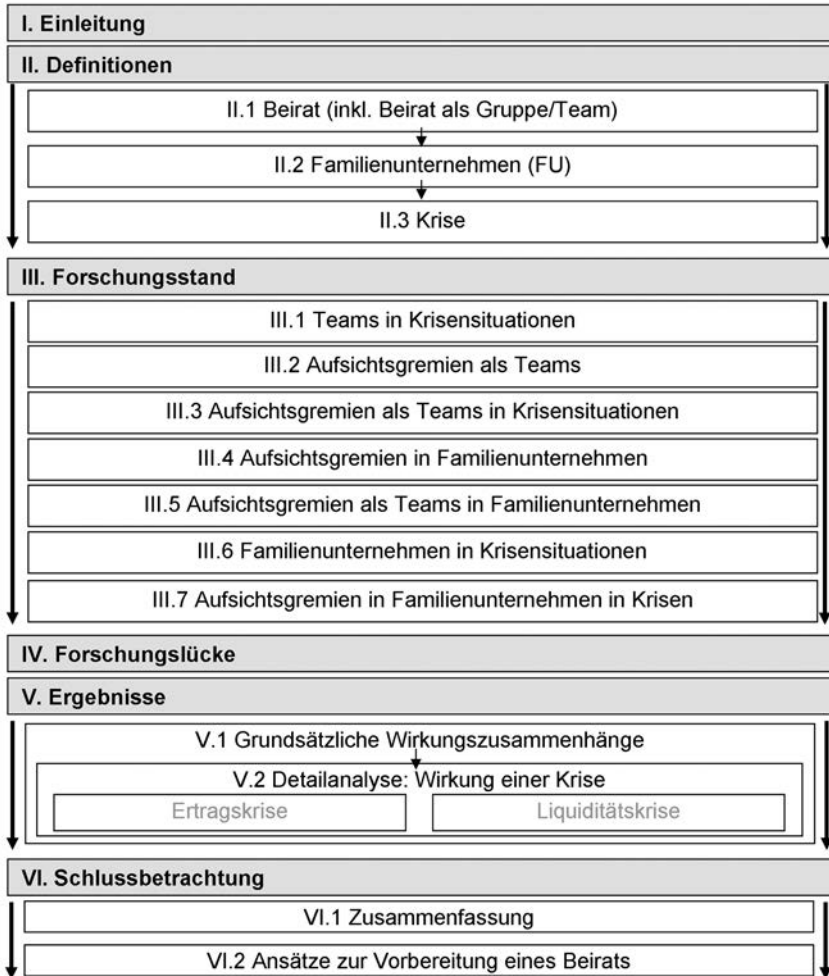 I. Einleitung
II. Definitionen
II.1 Beirat (inkl. Beirat als Gruppe/Team)
II.2 Familienunternehmen (FU)
II.3 Krise
III. Forschungsstand
III.1 Teams in Krisensituationen
III.2 Aufsichtsgremien als Teams
III.3 Aufsichtsgremien als Teams in Krisensituationen
III.4 Aufsichtsgremien in Familienunternehmen
III.5 Aufsichtsgremien als Teams in Familienunternehmen
III.6 Familienunternehmen in Krisensituationen
III.7 Aufsichtsgremien in Familienunternehmen in Krisen
IV. Forschungslücke
V. Ergebnisse
V.1 Grundsätzliche Wirkungszusammenhänge
V.2 Detailanalyse: Wirkung einer Krise
Ertragskrise Liquiditätskrise
VI. Schlussbetrachtung
VI.1 Zusammenfassung
VI.2 Ansätze zur Vorbereitung eines Beirats